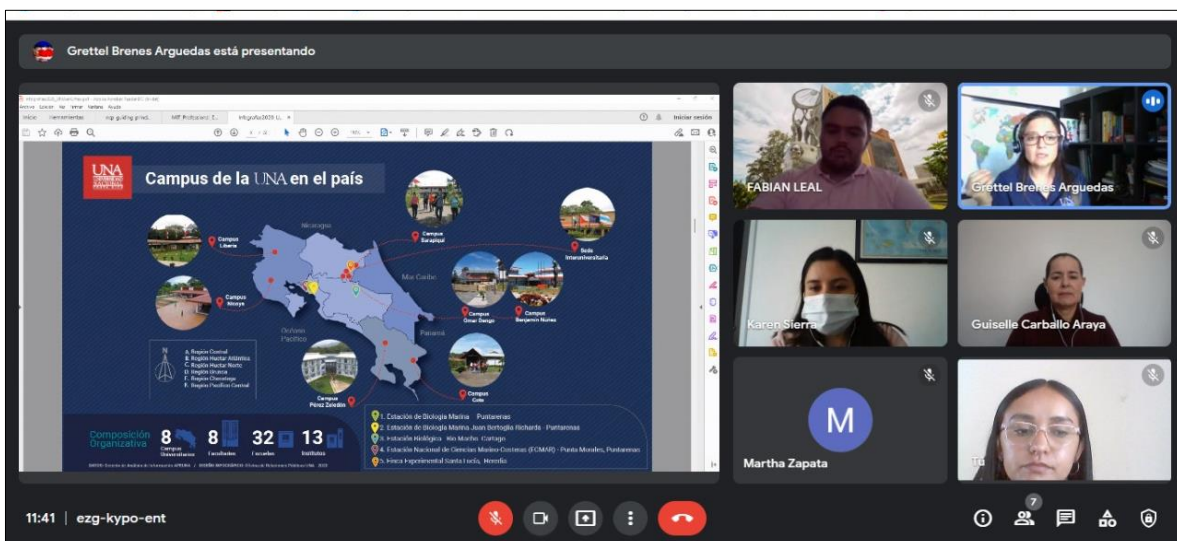 Grettel Brenes Arguedas está presentando
Inicio
Herramientas
Iniciar sesión
UNA
Campus de la UNA en el país
Nicaragua
Campus
Liberia
Campus
Sarapiquí
Sede
Interuniversitaria
Mar Caribe
Campus
Nicoya
Campus
Omar Dengo
Campus
Benjamín Núñez
Océano
Pacífico
Panamá
N
A. Región Central
B. Región Huetar Atlántica
C. Región Huetar Norte
D. Región Brunca
E. Región Chorotega
F. Región Pacífico Central
Campus
Pérez Zeledón
Campus
Coto
Composición
Organizativa
8
Campus
Universitarios
8
Facultades
32
Escuelas
13
Institutos
1. Estación de Biología Marina Puntarenas
2. Estación de Biología Marina Juan Bertoglia Richards - Puntarenas
3. Estación Biológica Río Macho Cartago
4. Estación Nacional de Ciencias Marino-Costeras (ECMAR) - Punta Morales, Puntarenas
5. Finca Experimental Santa Lucía, Heredia
FABIAN LEAL
Grettel Brenes Arguedas
Karen Sierra
Guiselle Carballo Araya
M
Martha Zapata
Tú
11:41 | ezg-kypo-ent
7